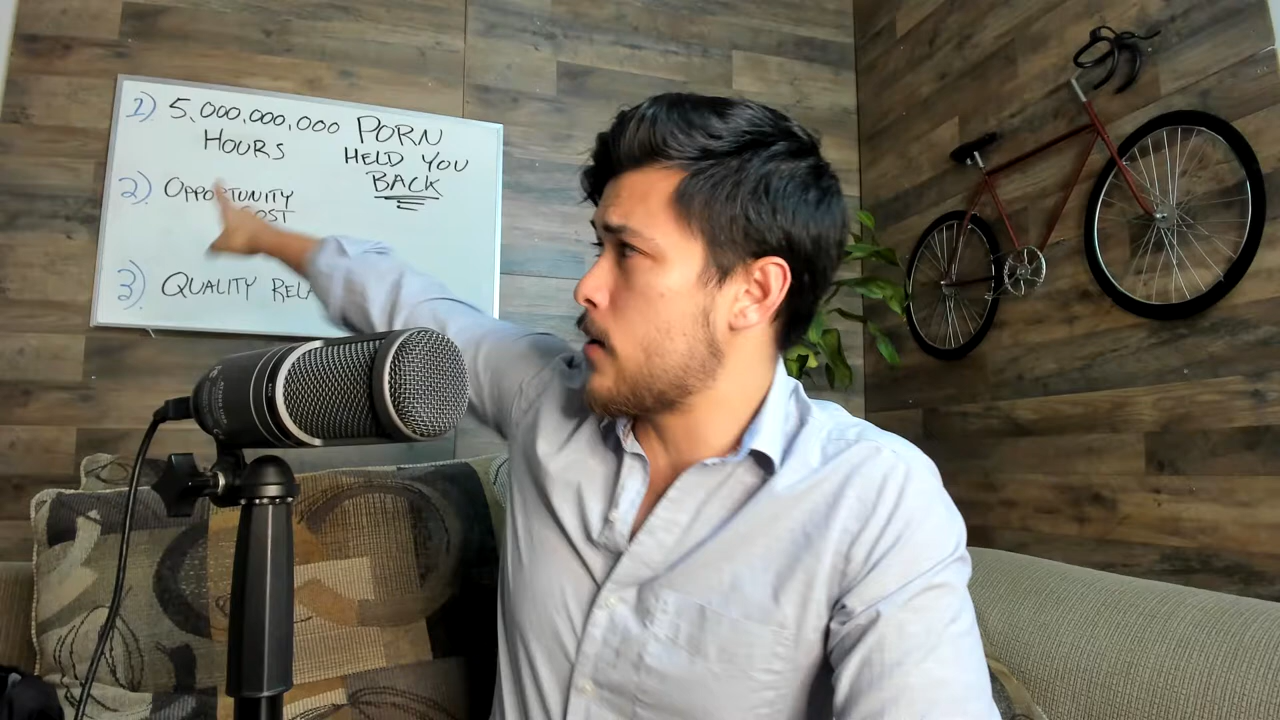 1) 5,000,000,000
HOURS
PORN
HELD YOU
BACK
2) OPPORTUNITY
COST
3) QUALITY